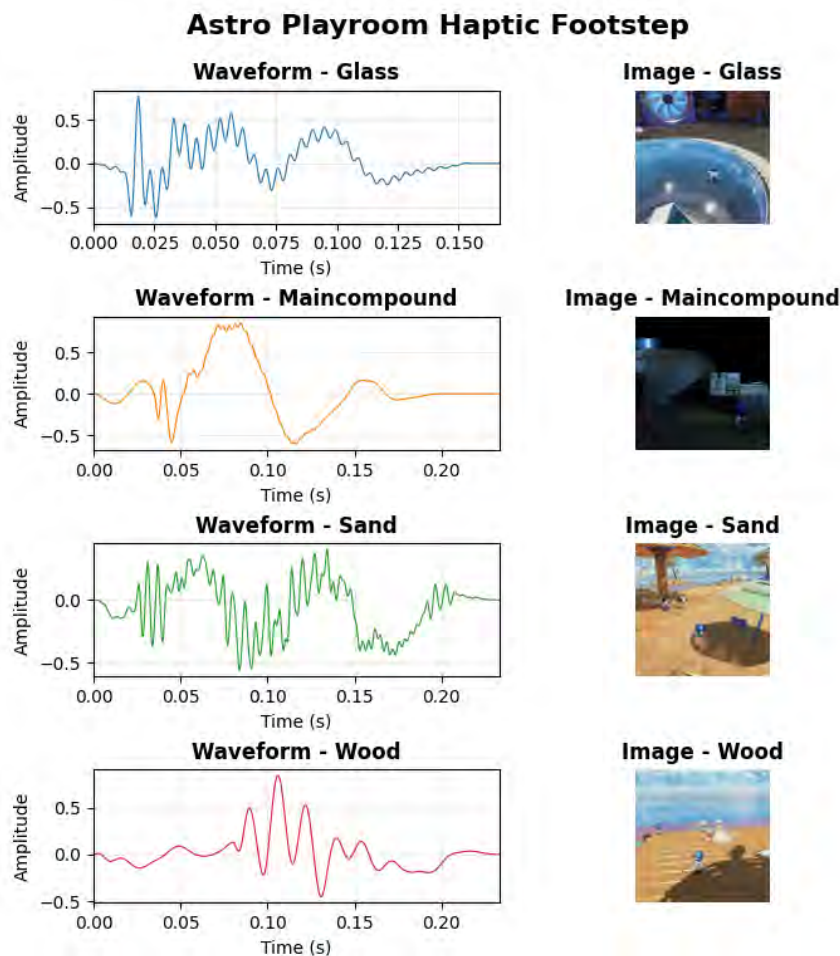 Astro Playroom Haptic Footstep
Waveform - Glass
Image - Glass
Amplitude
0.5
0.0
−0.5
0.000 0.025 0.050 0.075 0.100 0.125 0.150
Time (s)
Waveform - Maincompound
Image - Maincompound
Amplitude
0.5
0.0
−0.5
0.00 0.05 0.10 0.15 0.20
Time (s)
Waveform - Sand
Image - Sand
Amplitude
0.0
−0.5
0.00 0.05 0.10 0.15 0.20
Time (s)
Waveform - Wood
Image - Wood
Amplitude
0.5
0.0
−0.5
0.00 0.05 0.10 0.15 0.20
Time (s)